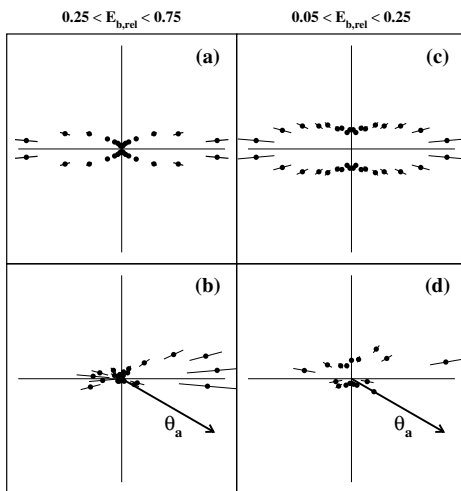 0.25 < E_b,rel < 0.75
0.05 < E_b,rel < 0.25
(a)
(c)
(b)
(d)
θ_a
θ_a